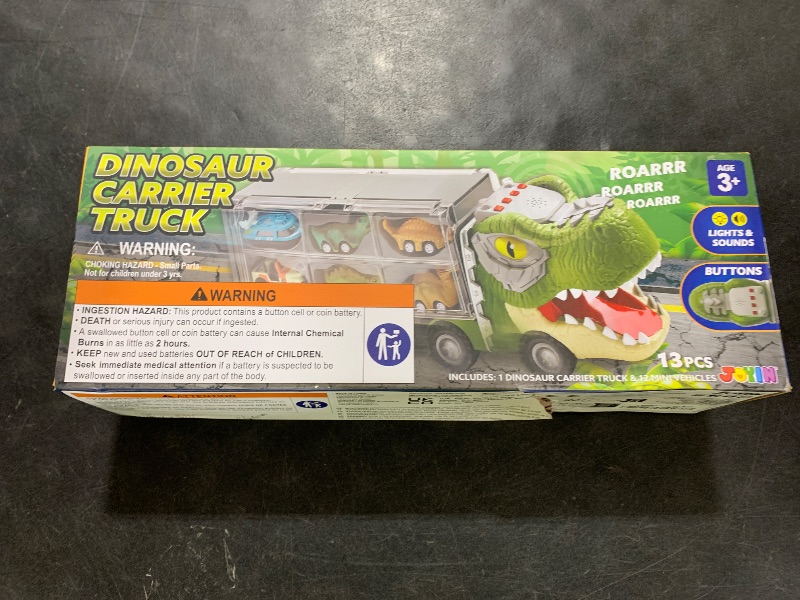 DINOSAUR
CARRIER
TRUCK
WARNING:
CHOKING HAZARD - Small Parts
Not for children under 3 yrs.
ROARRR
ROARRR
ROARRR
AGE
3+
LIGHTS &
SOUNDS
BUTTONS
WARNING
• INGESTION HAZARD: This product contains a button cell or coin battery.
• DEATH or serious injury can occur if ingested.
• A swallowed button cell or coin battery can cause Internal Chemical
Burns in as little as 2 hours.
• KEEP new and used batteries OUT OF REACH of CHILDREN.
• Seek immediate medical attention if a battery is suspected to be
swallowed or inserted inside any part of the body.
13PCS
INCLUDES: 1 DINOSAUR CARRIER TRUCK & 12 MINI VEHICLES
JOYIN
ATTENTION